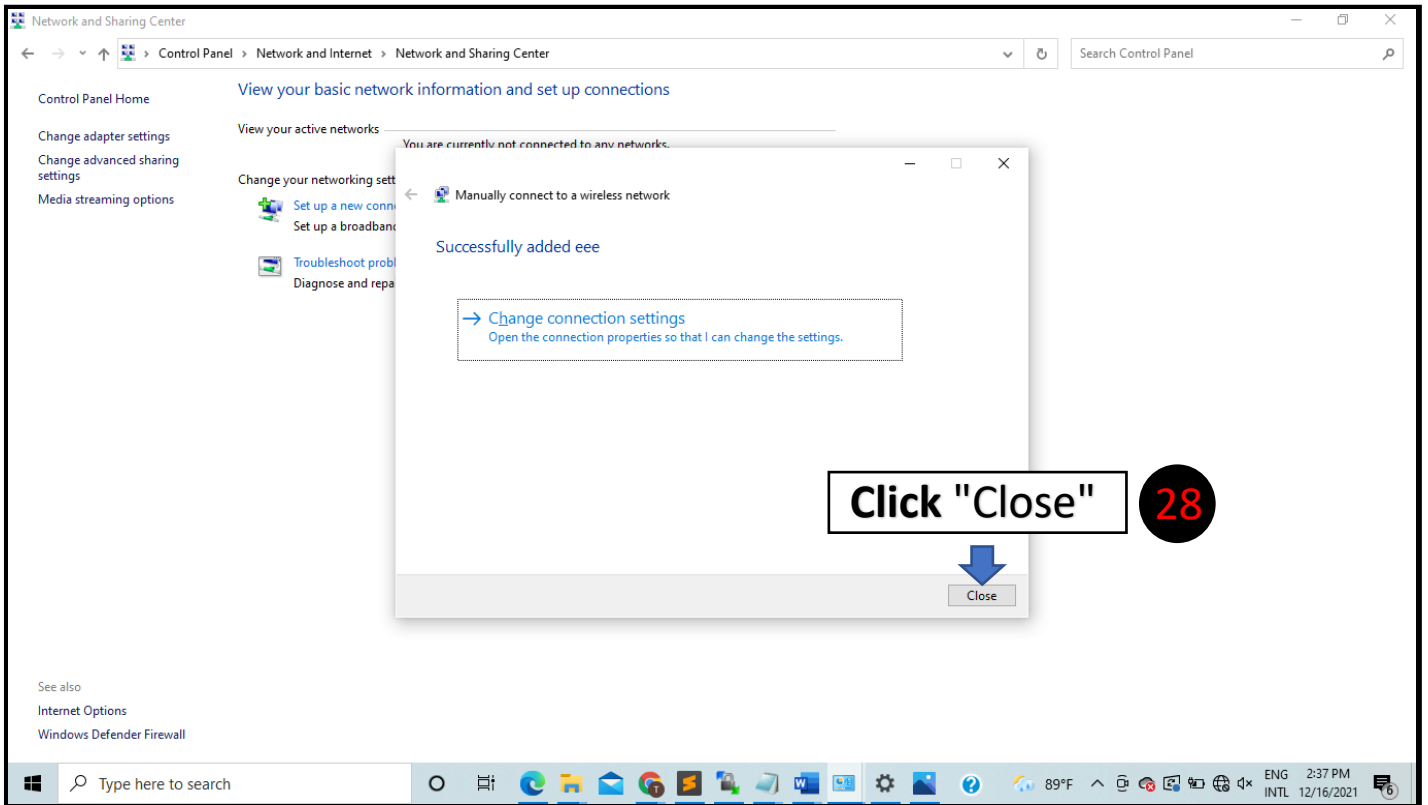 Network and Sharing Center
Control Panel > Network and Internet > Network and Sharing Center
Search Control Panel
Control Panel Home
Change adapter settings
Change advanced sharing
settings
Media streaming options
View your basic network information and set up connections
View your active networks
You are currently not connected to any networks.
Change your networking sett
Set up a new conn
Set up a broadban
Troubleshoot probl
Diagnose and repa
Manually connect to a wireless network
Successfully added eee
Change connection settings
Open the connection properties so that I can change the settings.
Click "Close"
28
Close
See also
Internet Options
Windows Defender Firewall
Type here to search
89°F
ENG
INTL
2:37 PM
12/16/2021
6